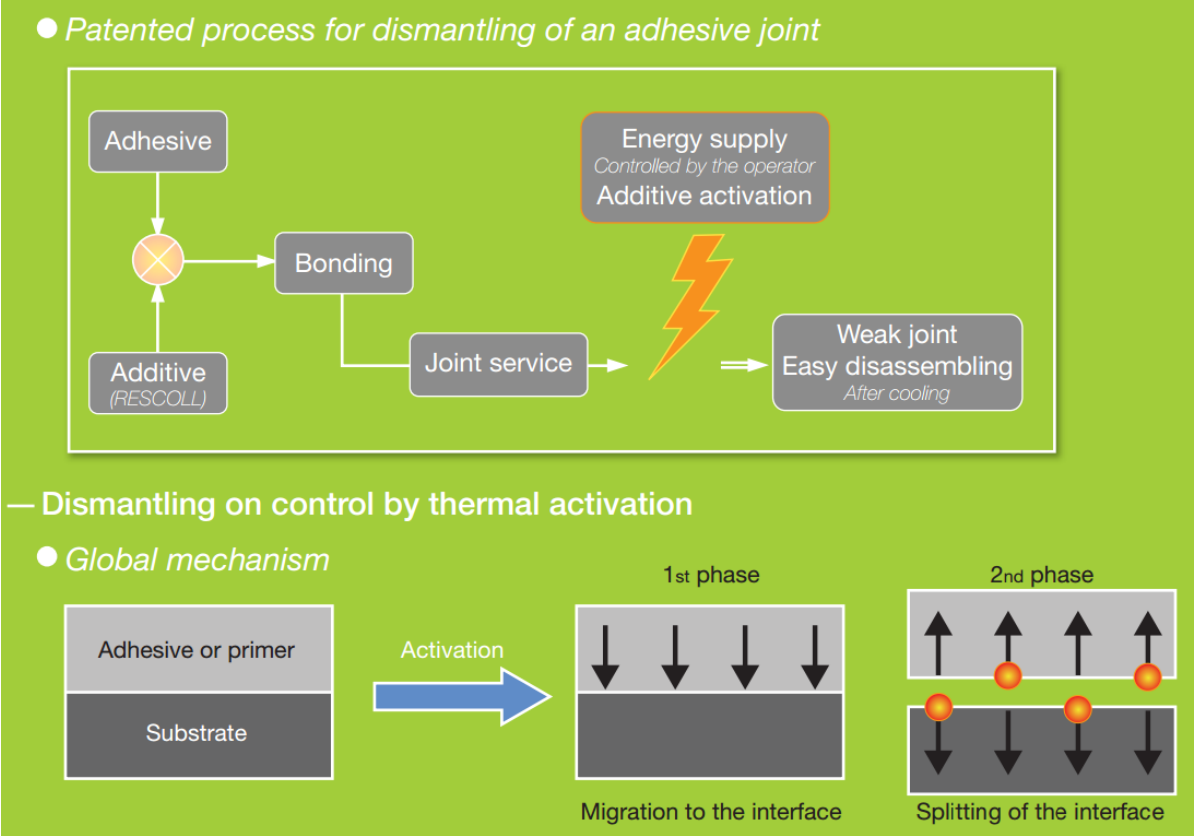 Patented process for dismantling of an adhesive joint
Adhesive
Energy supply
Controlled by the operator
Additive activation
Bonding
Additive
(RESCOLL)
Joint service
Weak joint
Easy disassembling
After cooling
— Dismantling on control by thermal activation
Global mechanism
1st phase
2nd phase
Adhesive or primer
Activation
Substrate
Migration to the interface
Splitting of the interface